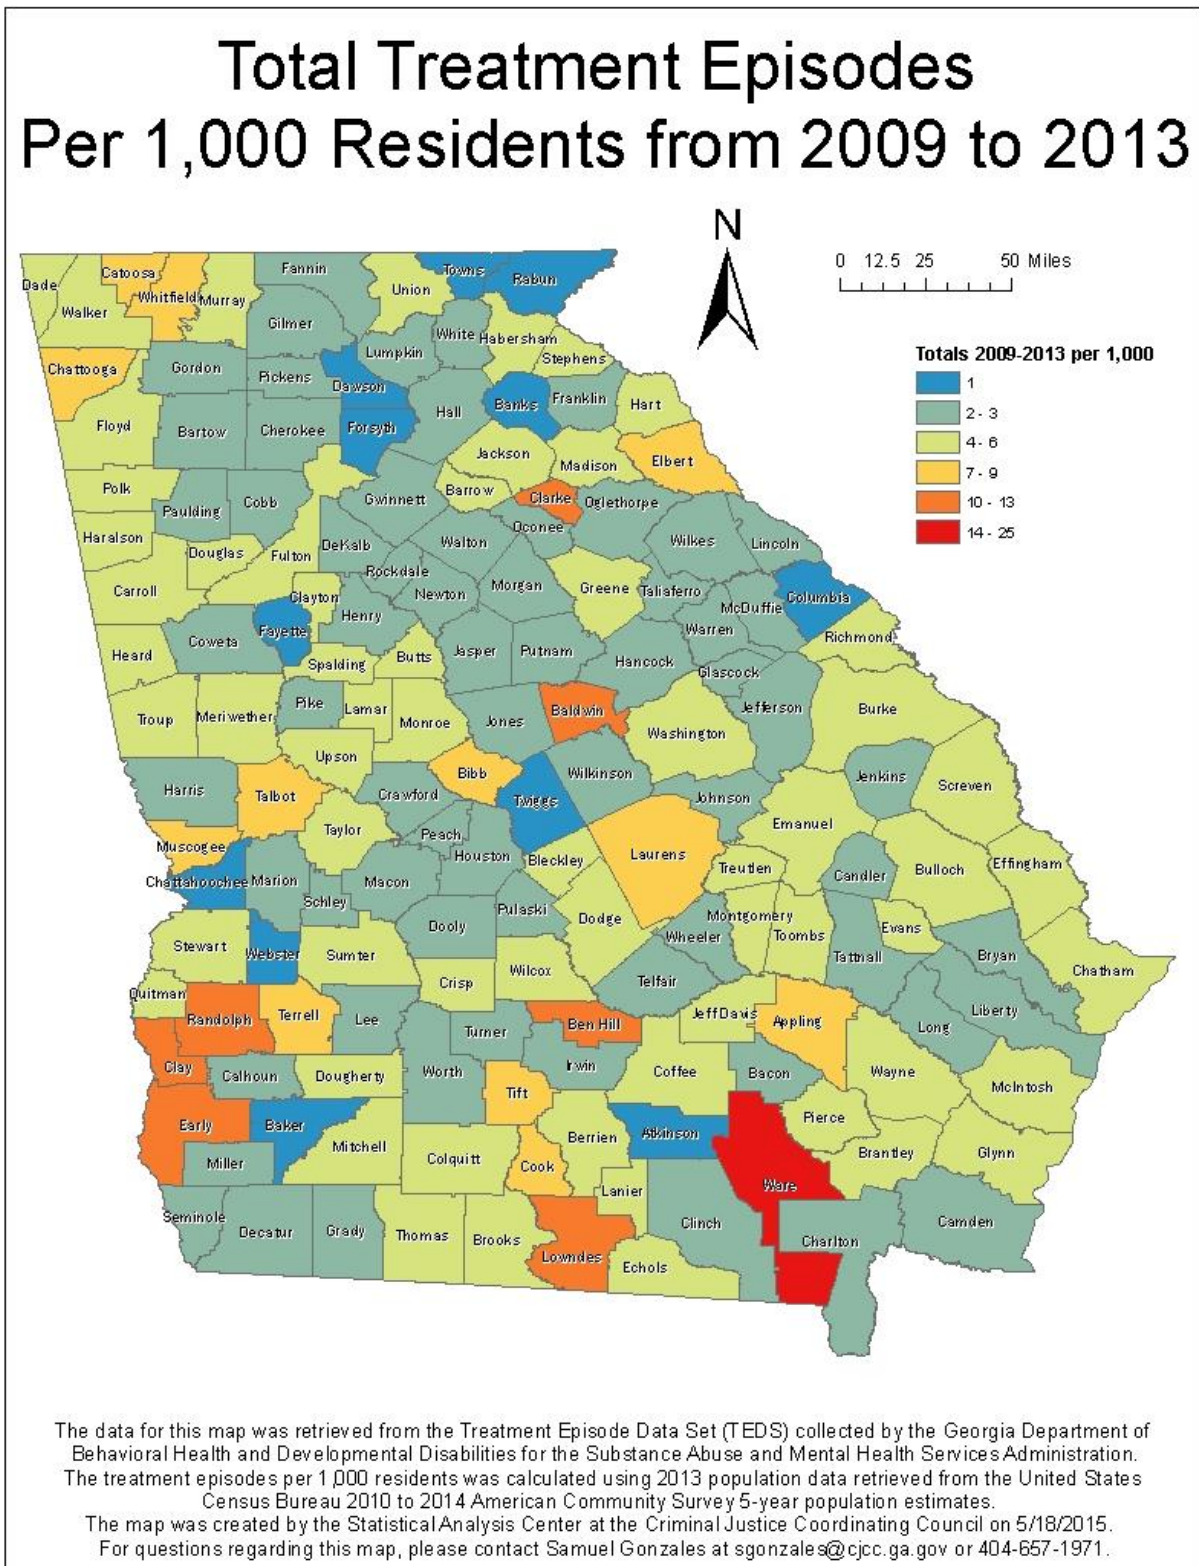 Total Treatment Episodes
Per 1,000 Residents from 2009 to 2013
N
0 12.5 25 50 Miles
Totals 2009-2013 per 1,000
1
2 - 3
4 - 6
7 - 9
10 - 13
14 - 25
Dade
Catoosa
Whitfield
Murray
Walker
Fannin
Union
Towns
Rabun
Gilmer
White
Habersham
Lumpkin
Stephens
Chattooga
Gordon
Pickens
Dawson
Hall
Banks
Franklin
Hart
Floyd
Bartow
Cherokee
Forsyth
Jackson
Madison
Elbert
Polk
Paulding
Cobb
Gwinnett
Barrow
Clarke
Oglethorpe
Oconee
Haralson
Douglas
Fulton
DeKalb
Walton
Wilkes
Lincoln
Rockdale
Carroll
Clayton
Henry
Newton
Morgan
Greene
Taliaferro
McDuffie
Columbia
Coweta
Fayette
Warren
Richmond
Heard
Spalding
Butts
Jasper
Putnam
Hancock
Glascock
Troup
Meriwether
Pike
Lamar
Monroe
Jones
Baldwin
Washington
Jefferson
Burke
Upson
Bibb
Wilkinson
Jenkins
Screven
Harris
Talbot
Crawford
Twiggs
Johnson
Emanuel
Muscogee
Taylor
Peach
Houston
Bleckley
Laurens
Treutlen
Candler
Bulloch
Effingham
Chattahoochee
Marion
Schley
Macon
Dooly
Pulaski
Dodge
Montgomery
Wheeler
Toombs
Evans
Tattnall
Bryan
Chatham
Stewart
Webster
Sumter
Crisp
Wilcox
Telfair
Quitman
Randolph
Terrell
Lee
Turner
Ben Hill
Jeff Davis
Appling
Long
Liberty
Clay
Calhoun
Dougherty
Worth
Tift
Irwin
Coffee
Bacon
Wayne
McIntosh
Early
Baker
Mitchell
Berrien
Atkinson
Pierce
Miller
Colquitt
Cook
Ware
Brantley
Glynn
Lanier
Seminole
Decatur
Grady
Thomas
Brooks
Lowndes
Echols
Clinch
Charlton
Camden
The data for this map was retrieved from the Treatment Episode Data Set (TEDS) collected by the Georgia Department of
Behavioral Health and Developmental Disabilities for the Substance Abuse and Mental Health Services Administration.
The treatment episodes per 1,000 residents was calculated using 2013 population data retrieved from the United States
Census Bureau 2010 to 2014 American Community Survey 5-year population estimates.
The map was created by the Statistical Analysis Center at the Criminal Justice Coordinating Council on 5/18/2015.
For questions regarding this map, please contact Samuel Gonzales at sgonzales@cjcc.ga.gov or 404-657-1971.